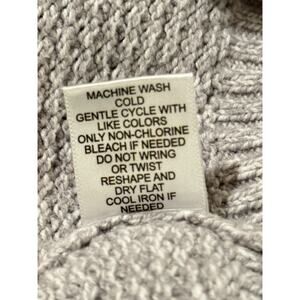 MACHINE WASH
COLD
GENTLE CYCLE WITH
LIKE COLORS
ONLY NON-CHLORINE
BLEACH IF NEEDED
DO NOT WRING
OR TWIST
RESHAPE AND
DRY FLAT
COOL IRON IF
NEEDED